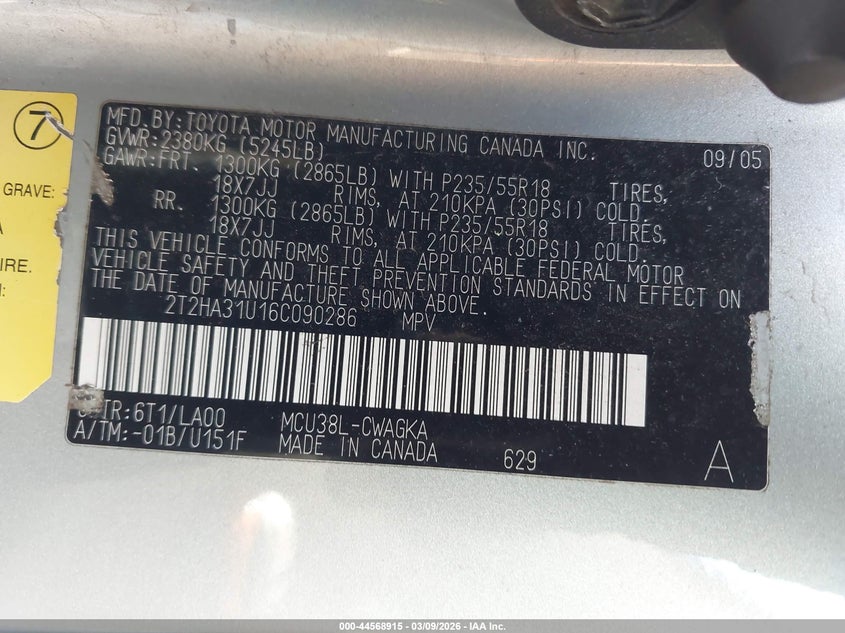 7
GRAVE:
A
IRE.
MFD.BY:TOYOTA MOTOR MANUFACTURING CANADA INC. 09/05
GVWR:2380KG (5245LB)
GAWR:FRT. 1300KG (2865LB) WITH P235/55R18 TIRES,
18X7JJ RIMS, AT 210KPA (30PSI) COLD.
RR. 1300KG (2865LB) WITH P235/55R18 TIRES,
18X7JJ RIMS, AT 210KPA (30PSI) COLD.
THIS VEHICLE CONFORMS TO ALL APPLICABLE FEDERAL MOTOR
VEHICLE SAFETY AND THEFT PREVENTION STANDARDS IN EFFECT ON
THE DATE OF MANUFACTURE SHOWN ABOVE.
2T2HA31U16C090286 MPV
C/TR:6T1/LA00 MCU38L-CWAGKA
A/TM:-01B/U151F MADE IN CANADA 629 A
000-44568915 | 03/09/2026 - IAA Inc.